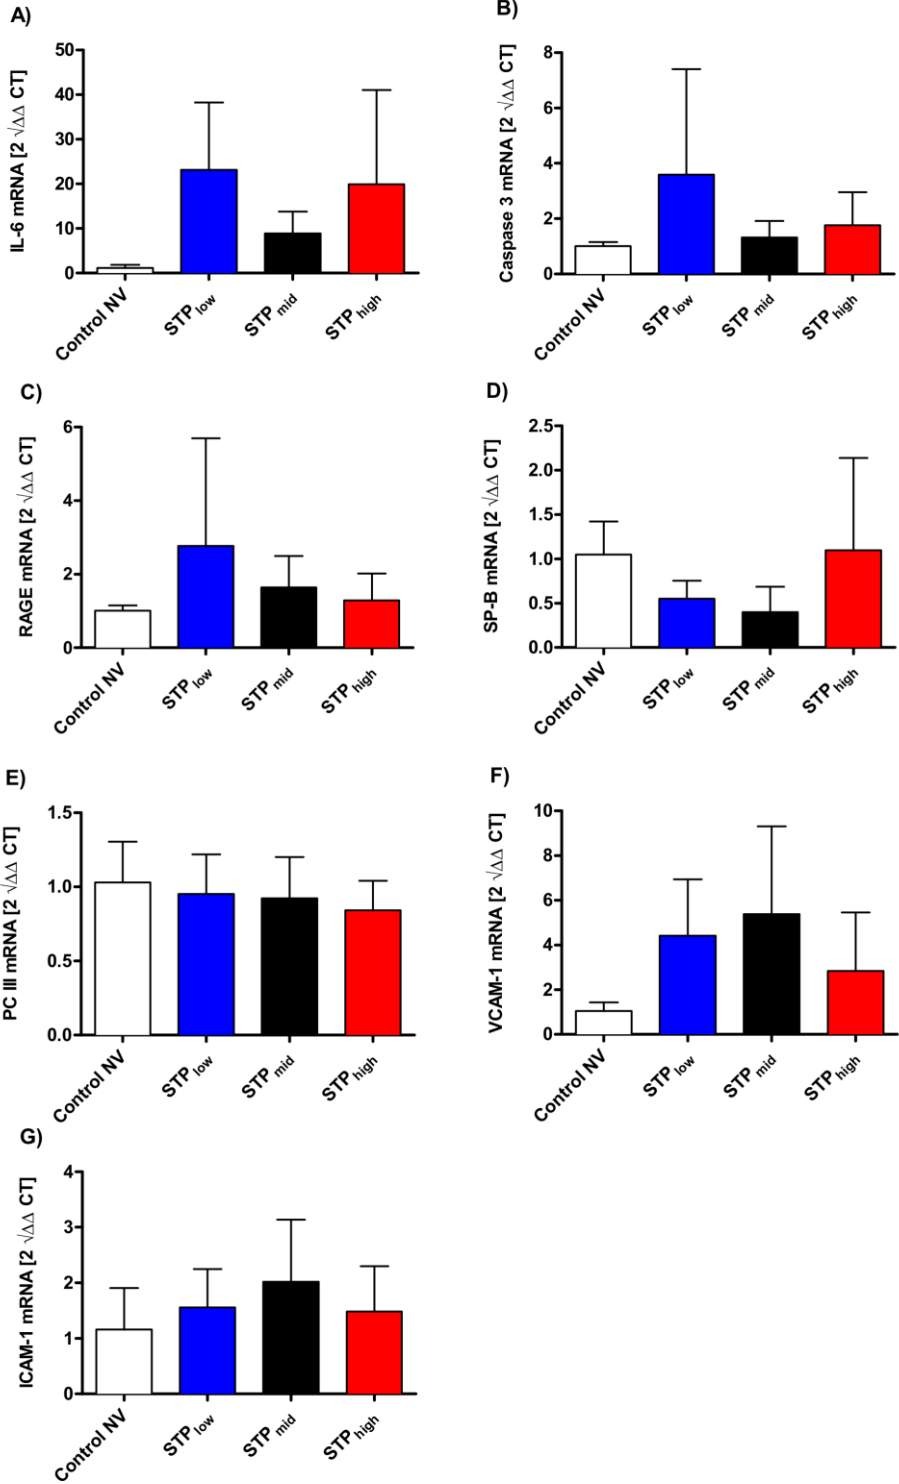 A)
IL-6 mRNA [2 √ΔΔ CT]
50
40
30
20
10
0
Control NV
STP low
STP mid
STP high
B)
Caspase 3 mRNA [2 √ΔΔ CT]
8
6
4
2
0
Control NV
STP low
STP mid
STP high
C)
RAGE mRNA [2 √ΔΔ CT]
6
4
2
0
Control NV
STP low
STP mid
STP high
D)
SP-B mRNA [2 √ΔΔ CT]
2.5
2.0
1.5
1.0
0.5
0.0
Control NV
STP low
STP mid
STP high
E)
PC III mRNA [2 √ΔΔ CT]
1.5
1.0
0.5
0.0
Control NV
STP low
STP mid
STP high
F)
VCAM-1 mRNA [2 √ΔΔ CT]
10
8
6
4
2
0
Control NV
STP low
STP mid
STP high
G)
ICAM-1 mRNA [2 √ΔΔ CT]
4
3
2
1
0
Control NV
STP low
STP mid
STP high